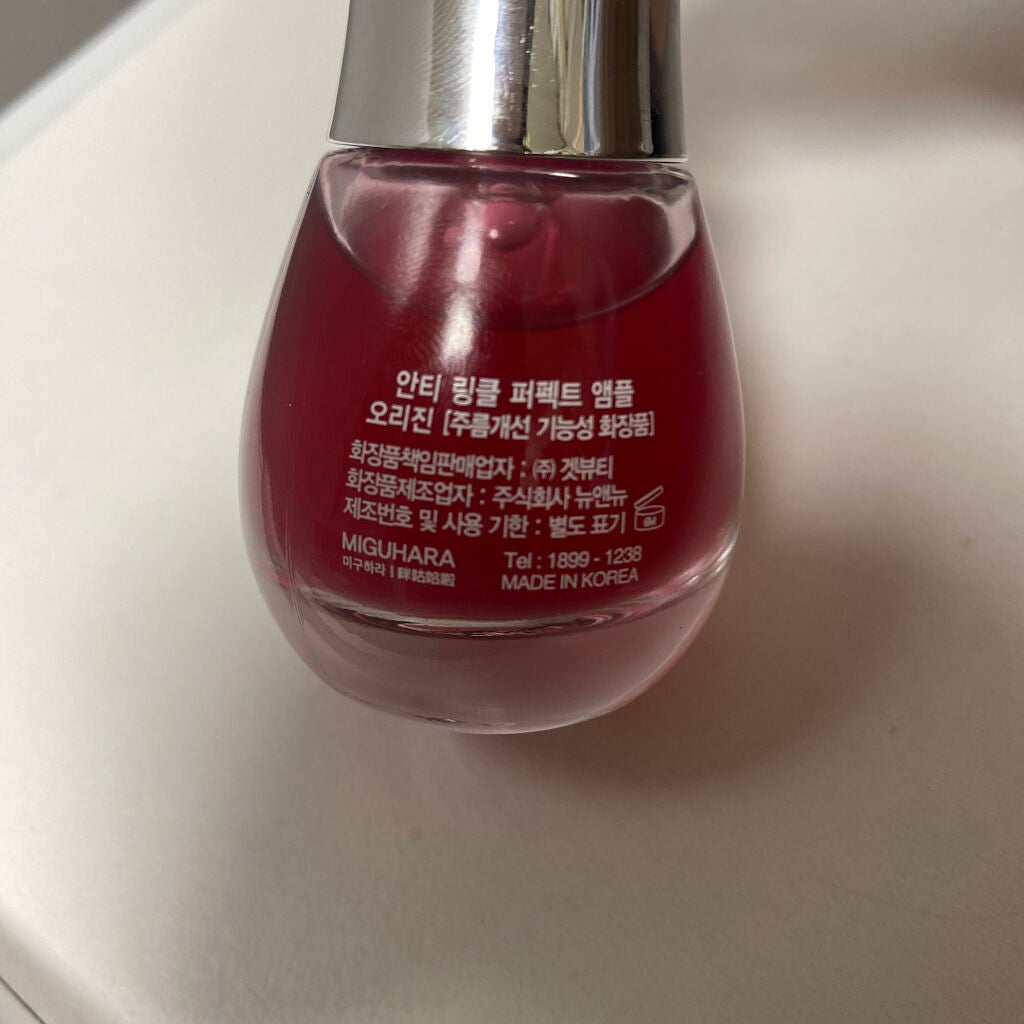 안티 링클 퍼펙트 앰플
오리진 [주름개선 기능성 화장품]
화장품책임판매업자 : ㈜ 겟뷰티
화장품제조업자 : 주식회사 뉴앤뉴
제조번호 및 사용 기한 : 별도 표기
MIGUHARA
미구하라 |
Tel : 1899 - 1238
MADE IN KOREA